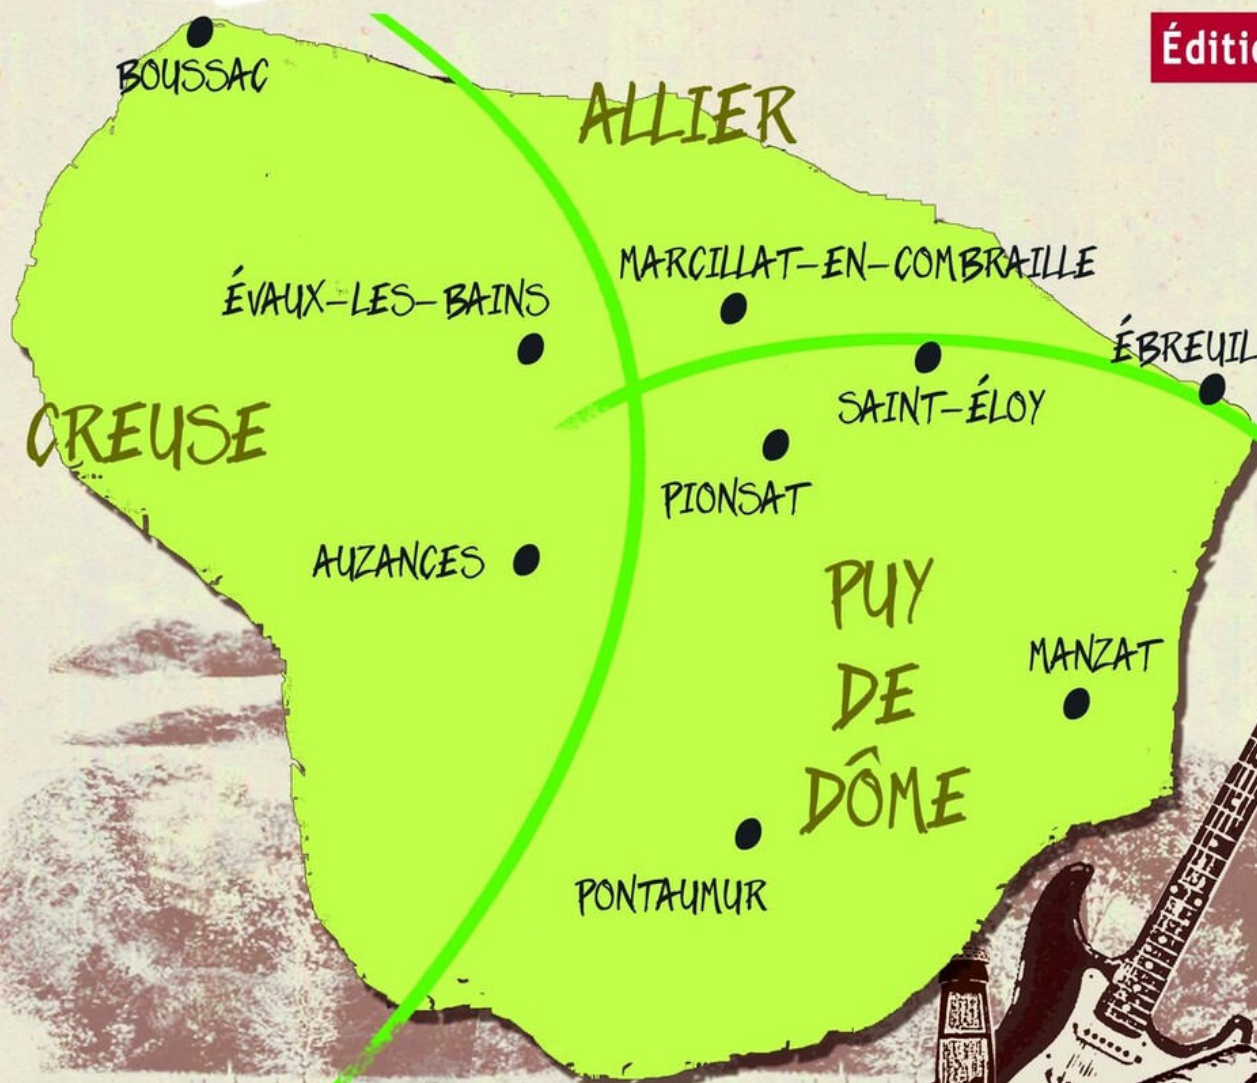 Éditio
BOUSSAC
ALLIER
MARCILLAT-EN-COMBRAILLE
ÉVAUX-LES-BAINS
ÉBREUIL
CREUSE
SAINT-ÉLOY
PIONSAT
AUZANCES
PUY
DE
DÔME
MANZAT
PONTAUMUR